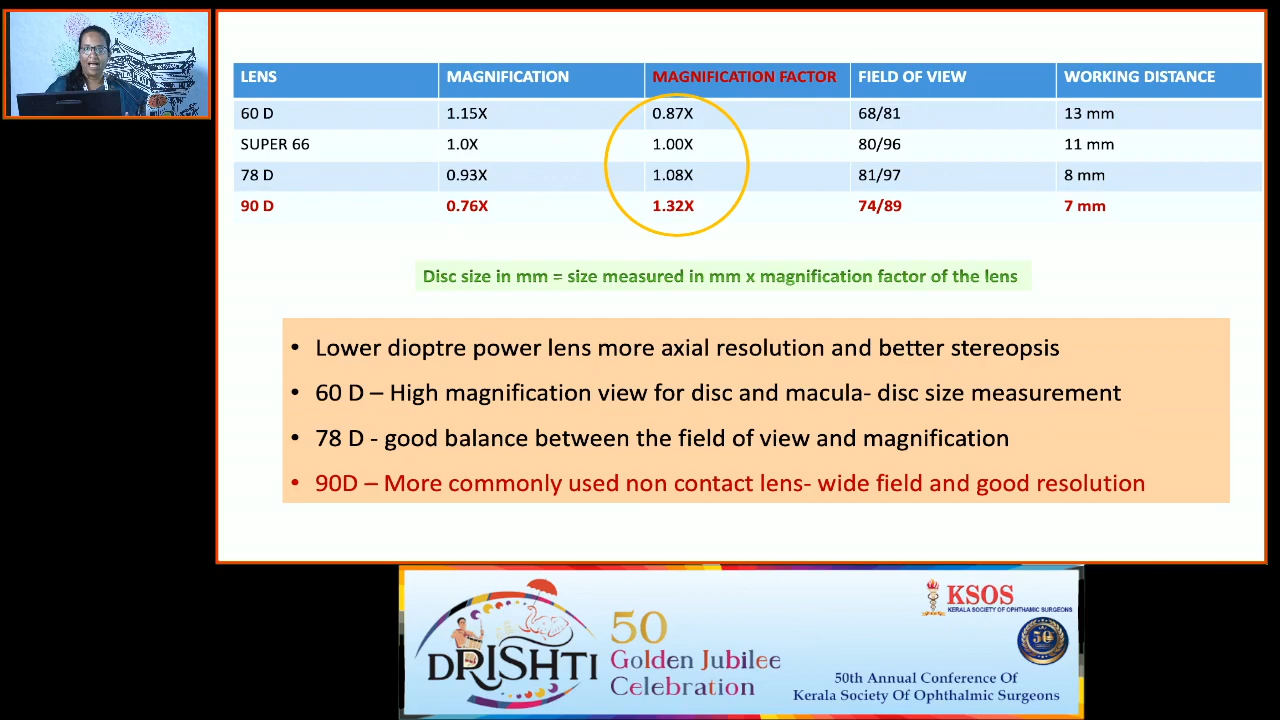 LENS MAGNIFICATION MAGNIFICATION FACTOR FIELD OF VIEW WORKING DISTANCE
60 D 1.15X 0.87X 68/81 13 mm
SUPER 66 1.0X 1.00X 80/96 11 mm
78 D 0.93X 1.08X 81/97 8 mm
90 D 0.76X 1.32X 74/89 7 mm
Disc size in mm = size measured in mm x magnification factor of the lens
• Lower dioptre power lens more axial resolution and better stereopsis
• 60 D – High magnification view for disc and macula- disc size measurement
• 78 D - good balance between the field of view and magnification
• 90D – More commonly used non contact lens- wide field and good resolution
DRISHTI
50
Golden Jubilee
Celebration
KSOS
KERALA SOCIETY OF OPHTHAMIC SURGEONS
50
50th Annual Conference Of
Kerala Society Of Ophthalmic Surgeons